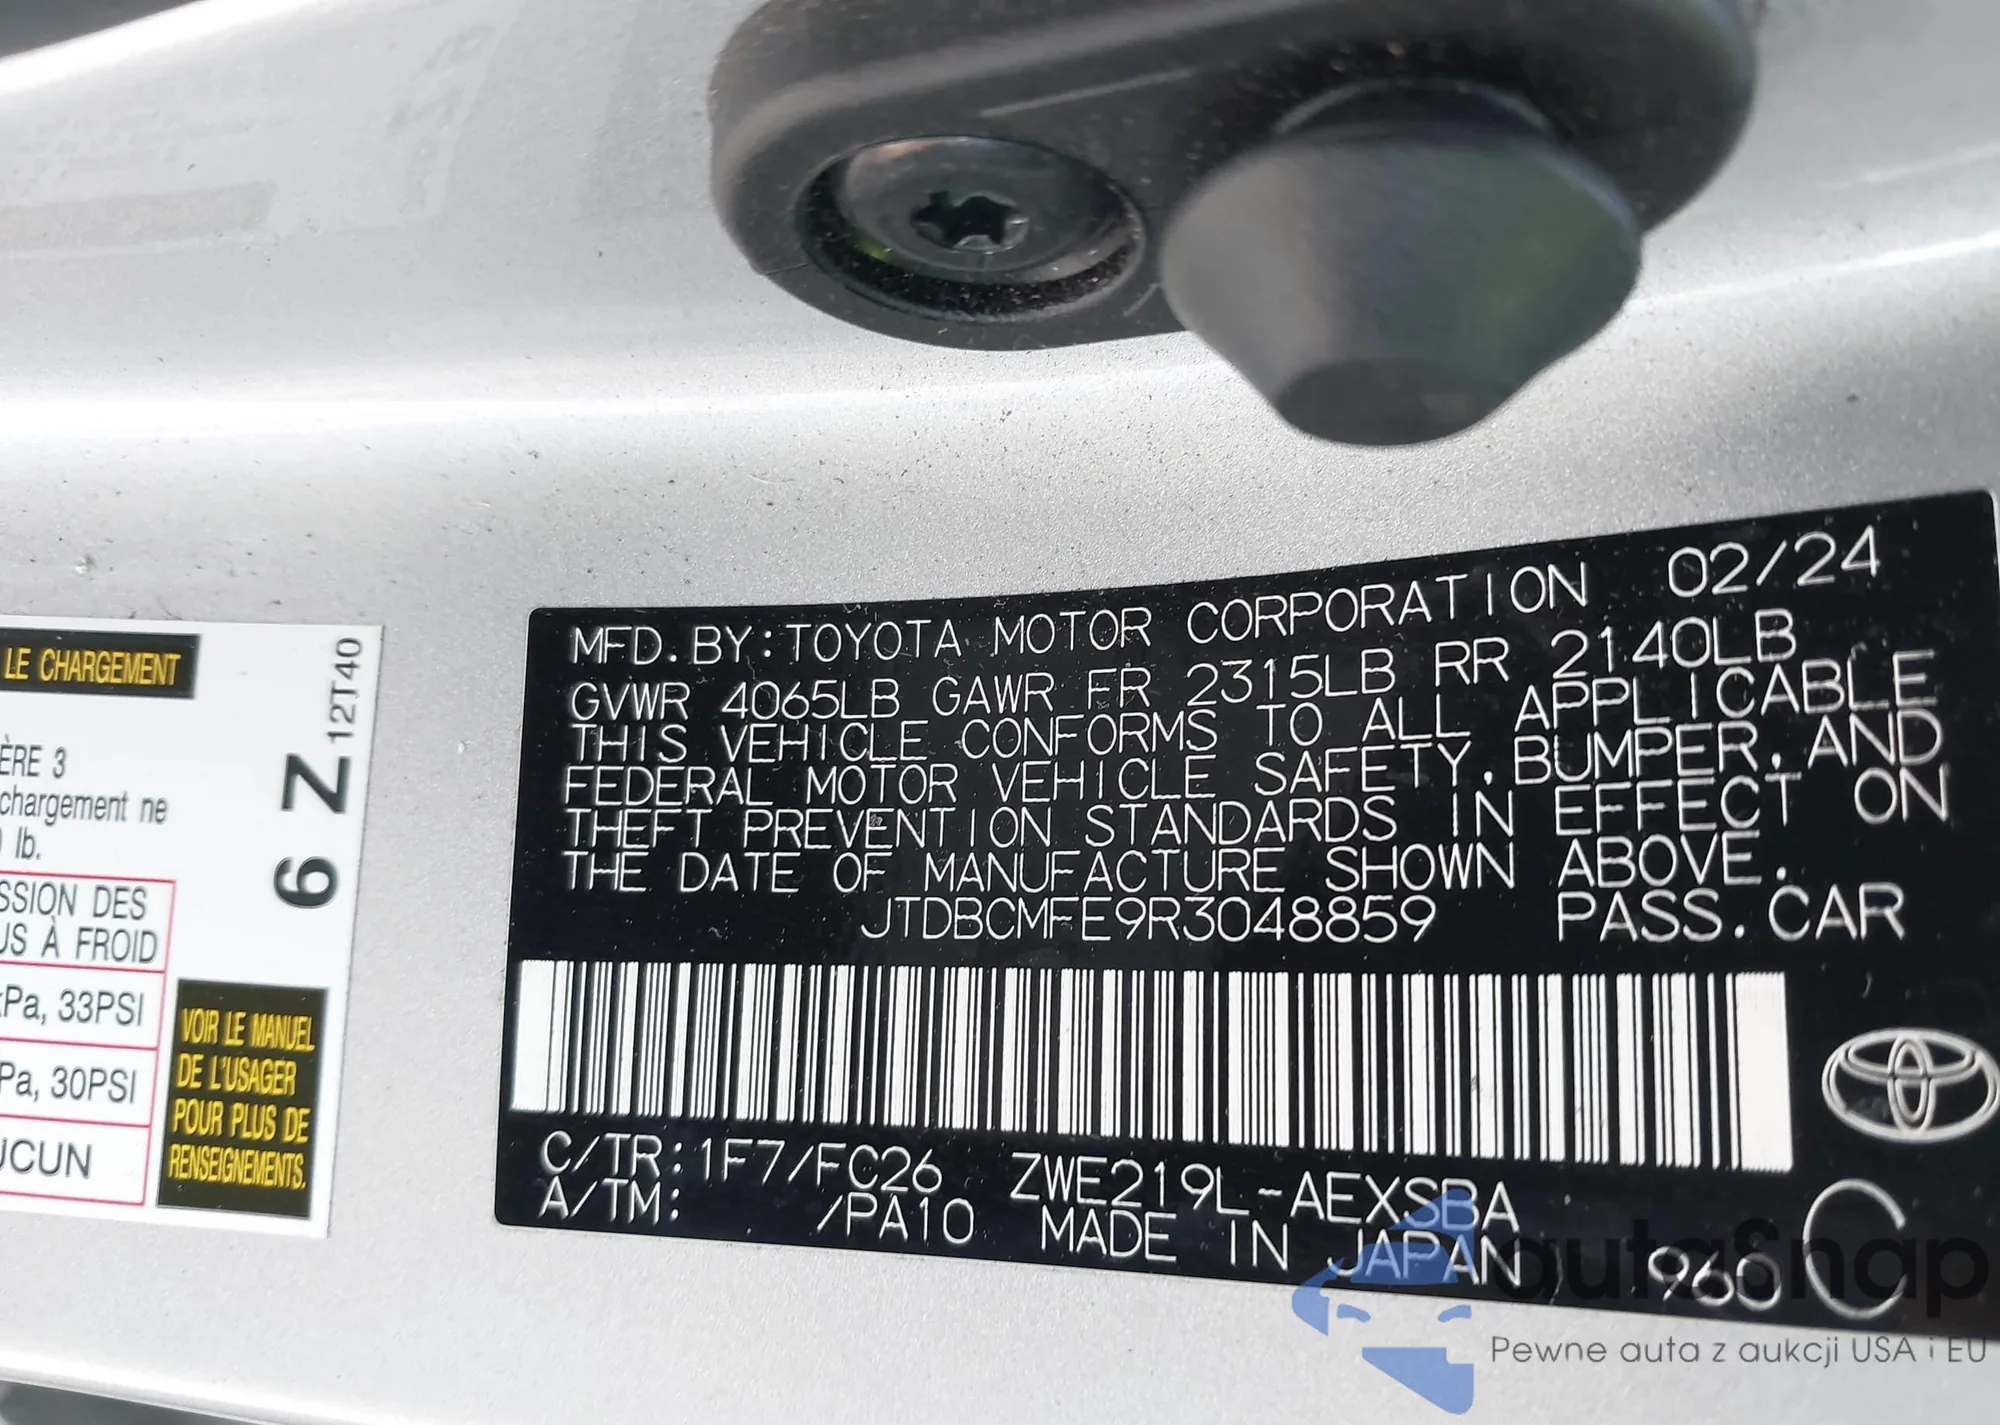 MFD. BY: TOYOTA MOTOR CORPORATION 02/24
GVWR 4065LB GAWR FR 2315LB RR 2140LB
THIS VEHICLE CONFORMS TO ALL APPLICABLE
FEDERAL MOTOR VEHICLE SAFETY, BUMPER, AND
THEFT PREVENTION STANDARDS IN EFFECT ON
THE DATE OF MANUFACTURE SHOWN ABOVE.
JTDBCMFE9R3048859 PASS. CAR
C/TR: 1F7/FC26 ZWE219L-AEXSBA
A/TM: /PA10 MADE IN JAPAN 960 C
LE CHARGEMENT
ÈRE 3
chargement ne
lb.
SSION DES
US À FROID
kPa, 33PSI
Pa, 30PSI
UCUN
6 Z 12T40
VOIR LE MANUEL
DE L'USAGER
POUR PLUS DE
RENSEIGNEMENTS.
autoSnap
Pewne auta z aukcji USA i EU